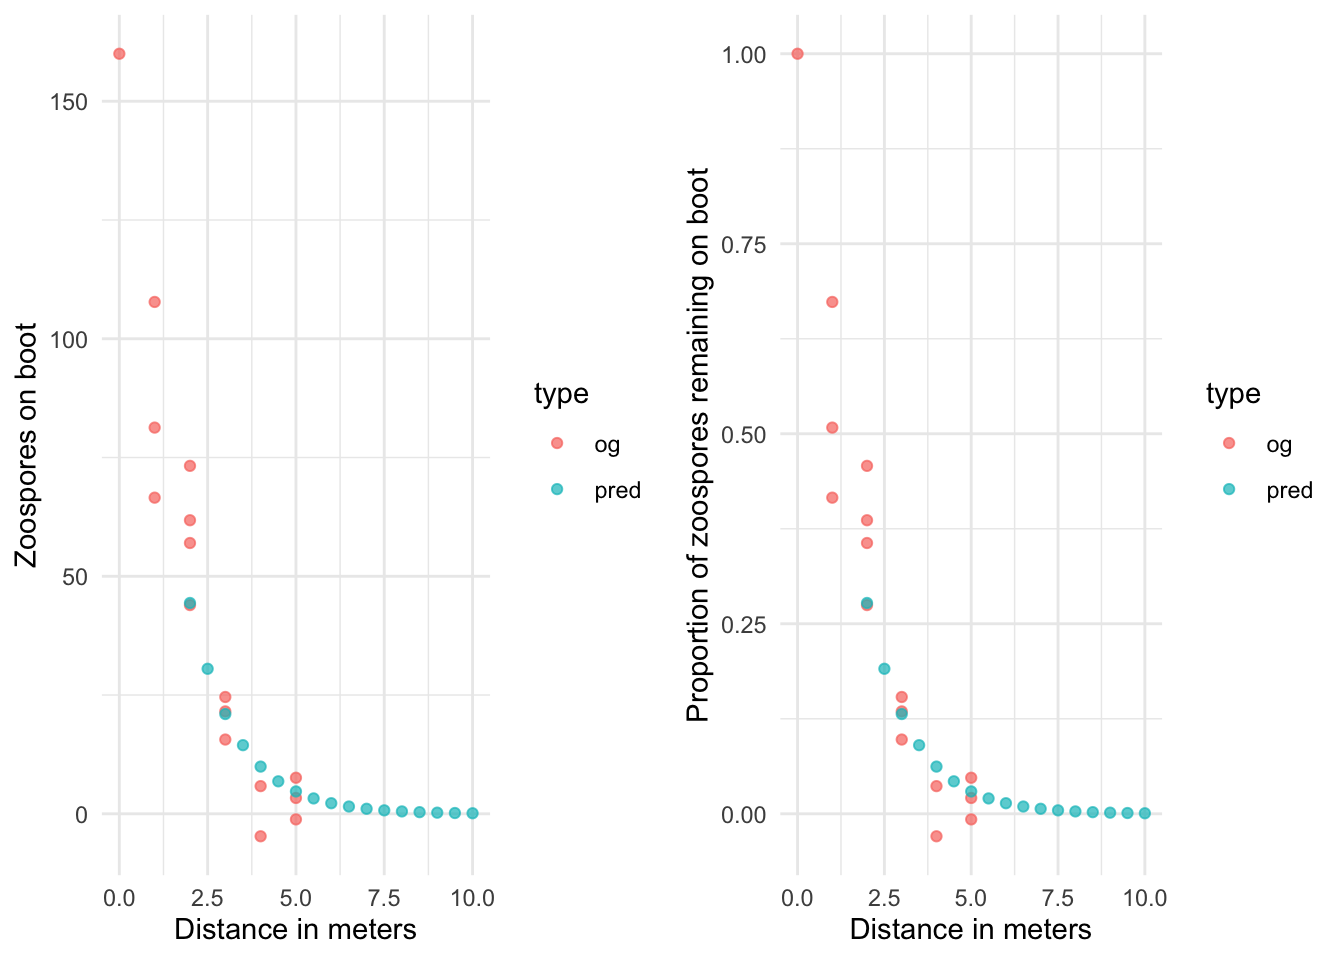 Zoospores on boot
150
100
50
0
0.0 2.5 5.0 7.5 10.0
Distance in meters
type
og
pred
Proportion of zoospores remaining on boot
1.00
0.75
0.50
0.25
0.00
0.0 2.5 5.0 7.5 10.0
Distance in meters
type
og
pred